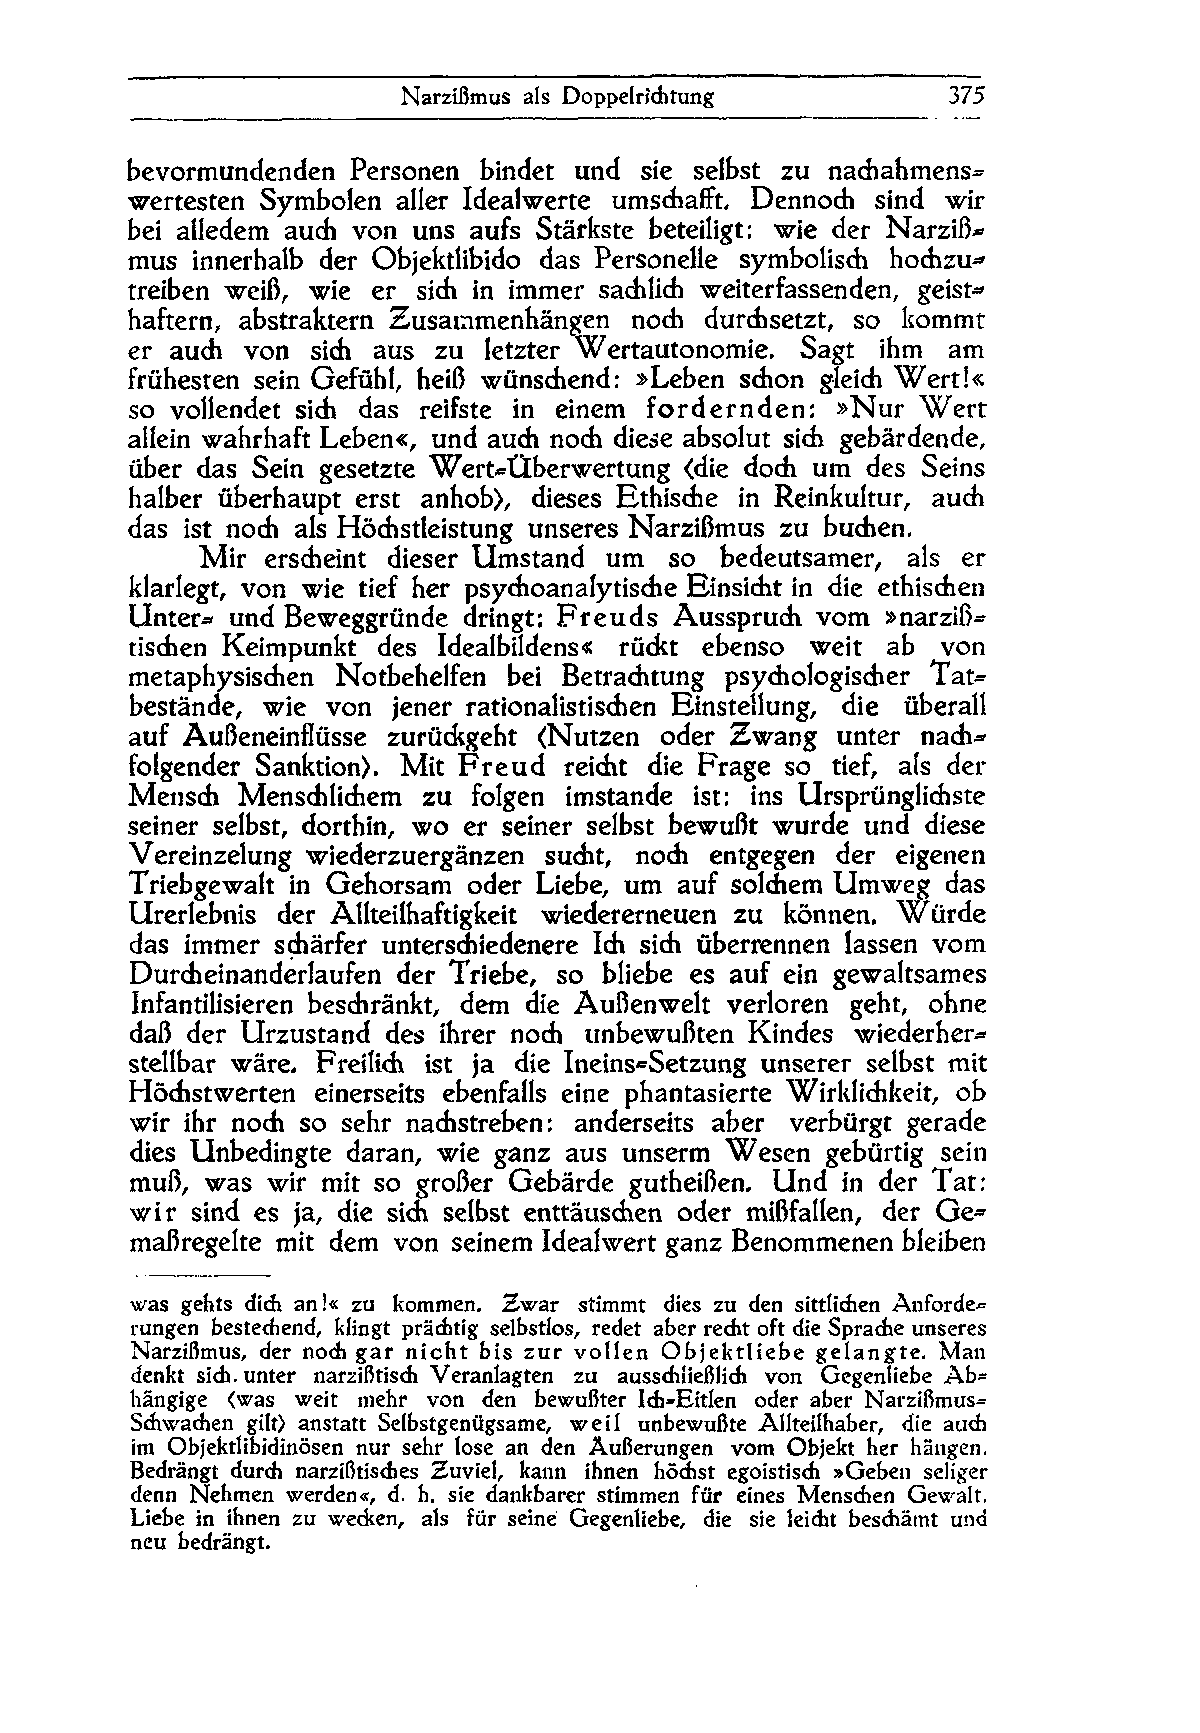 Narzißmus als Doppelrichtung 375
bevormundenden Personen bindet und sie selbst zu nachahmens-
wertesten Symbolen aller Idealwerte umschafft. Dennoch sind wir
bei alledem auch von uns aufs Stärkste beteiligt: wie der Narziß-
mus innerhalb der Objektlibido das Personelle symbolisch hochzu-
treiben weiß, wie er sich in immer sachlich weiterfassenden, geist-
haftern, abstraktern Zusammenhängen noch durchsetzt, so kommt
er auch von sich aus zu letzter Wertautonomie. Sagt ihm am
frühesten sein Gefühl, heiß wünschend: »Leben schon gleich Wert!«
so vollendet sich das reifste in einem fordernden: »Nur Wert
allein wahrhaft Leben«, und auch noch diese absolut sich gebärdende,
über das Sein gesetzte Wert-Überwertung (die doch um des Seins
halber überhaupt erst anhob), dieses Ethische in Reinkultur, auch
das ist noch als Höchstleistung unseres Narzißmus zu buchen.
Mir erscheint dieser Umstand um so bedeutsamer, als er
klarlegt, von wie tief her psychoanalytische Einsicht in die ethischen
Unter- und Beweggründe dringt: Freuds Ausspruch vom »narziß-
tischen Keimpunkt des Idealbildens« rückt ebenso weit ab von
metaphysischen Notbehelfen bei Betrachtung psychologischer Tat-
bestände, wie von jener rationalistischen Einstellung, die überall
auf Außeneinflüsse zurückgeht (Nutzen oder Zwang unter nach-
folgender Sanktion). Mit Freud reicht die Frage so tief, als der
Mensch Menschlichem zu folgen imstande ist: ins Ursprünglichste
seiner selbst, dorthin, wo er seiner selbst bewußt wurde und diese
Vereinzelung wiederzuergänzen sucht, noch entgegen der eigenen
Triebgewalt in Gehorsam oder Liebe, um auf solchem Umweg das
Urerlebnis der Allteilhaftigkeit wiedererneuen zu können. Würde
das immer schärfer unterschiedenere Ich sich überrennen lassen vom
Durcheinanderlaufen der Triebe, so bliebe es auf ein gewaltsames
Infantilisieren beschränkt, dem die Außenwelt verloren geht, ohne
daß der Urzustand des ihrer noch unbewußten Kindes wiederher-
stellbar wäre. Freilich ist ja die Ineins-Setzung unserer selbst mit
Höchstwerten einerseits ebenfalls eine phantasierte Wirklichkeit, ob
wir ihr noch so sehr nachstreben: anderseits aber verbürgt gerade
dies Unbedingte daran, wie ganz aus unserm Wesen gebürtig sein
muß, was wir mit so großer Gebärde gutheißen. Und in der Tat:
wir sind es ja, die sich selbst enttäuschen oder mißfallen, der Ge-
maßregelte mit dem von seinem Idealwert ganz Benommenen bleiben
was gehts dich an!« zu kommen. Zwar stimmt dies zu den sittlichen Anforde-
rungen bestechend, klingt prächtig selbstlos, redet aber recht oft die Sprache unseres
Narzißmus, der noch gar nicht bis zur vollen Objektliebe gelangte. Man
denkt sich unter narzißtisch Veranlagten zu ausschließlich von Gegenliebe Ab-
hängige (was weit mehr von den bewußter Ich-Eitlen oder aber Narzißmus-
Schwachen gilt) anstatt Selbstgenügsame, weil unbewußte Allteilhaber, die auch
im Objektlibidinösen nur sehr lose an den Äußerungen vom Objekt her hängen.
Bedrängt durch narzißtisches Zuviel, kann ihnen höchst egoistisch »Geben seliger
denn Nehmen werden«, d. h. sie dankbarer stimmen für eines Menschen Gewalt,
Liebe in ihnen zu wecken, als für seine Gegenliebe, die sie leicht beschämt und
neu bedrängt.